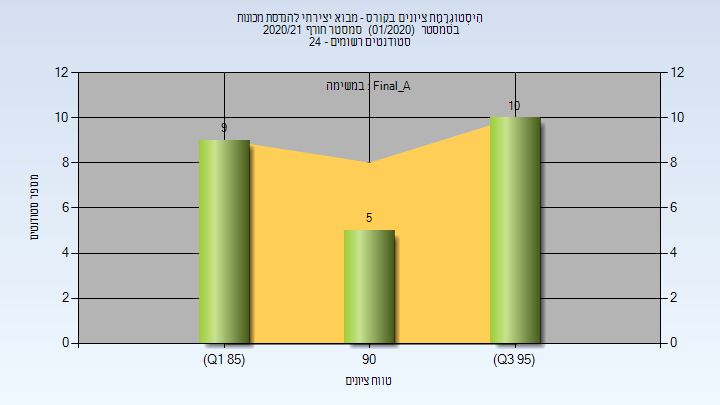 היסטוגרמת ציונים בקורס - מבוא יצירתי להנדסת מכונות
בסמסטר (01/2020) סמסטר חורף 2020/21
סטודנטים רשומים - 24
במשימה : Final_A
12 12
10 10
8 8
6 6
4 4
2 2
0 0
9 5 10
מספר סטודנטים
(Q1 85) 90 (Q3 95)
טווח ציונים